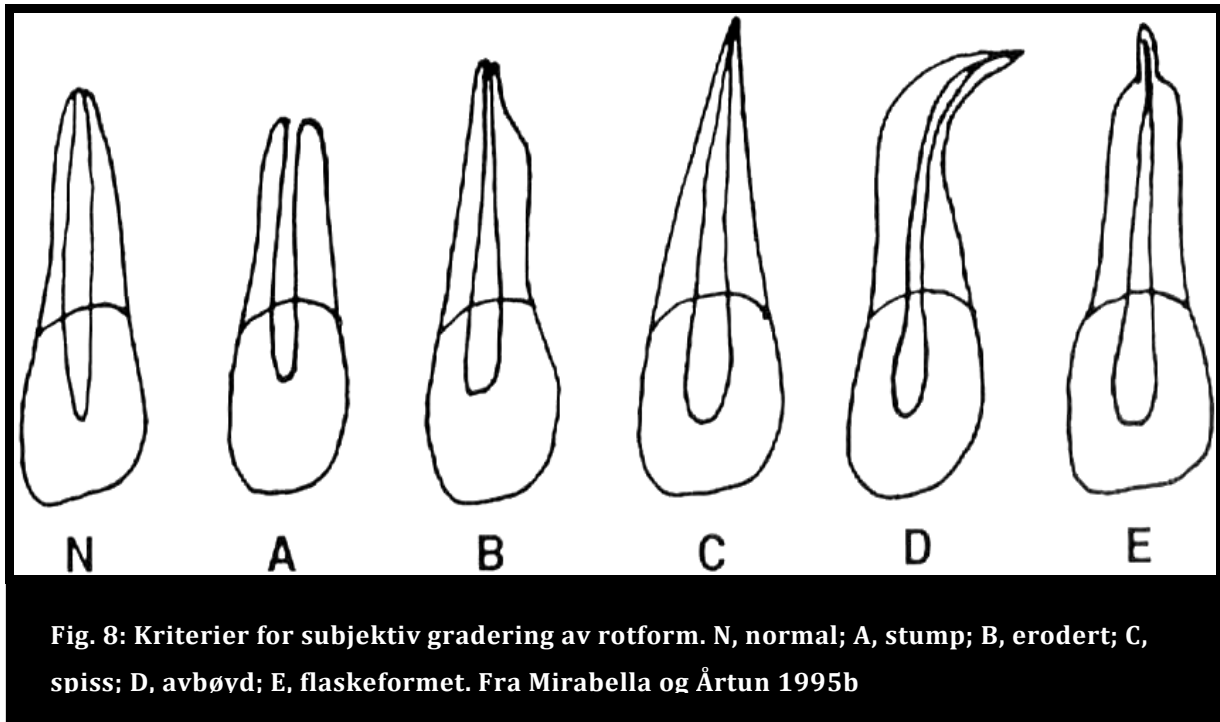 N A B C D E
Fig. 8: Kriterier for subjektiv gradering av rotform. N, normal; A, stump; B, erodert; C,
spiss; D, avbøyd; E, flaskeformet. Fra Mirabella og Årtun 1995b